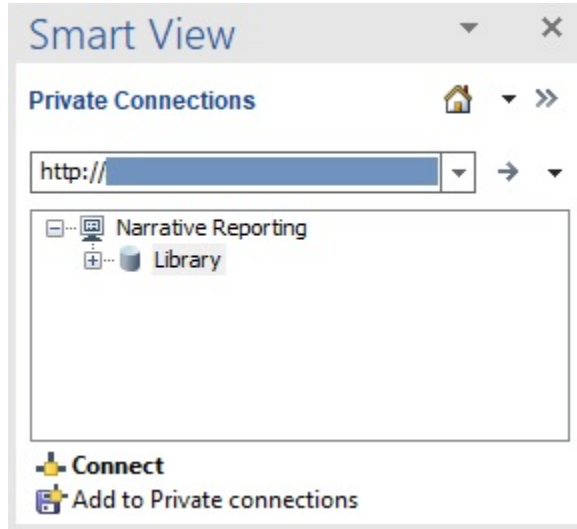 Smart View
Private Connections
http://
Narrative Reporting
Library
Connect
Add to Private connections